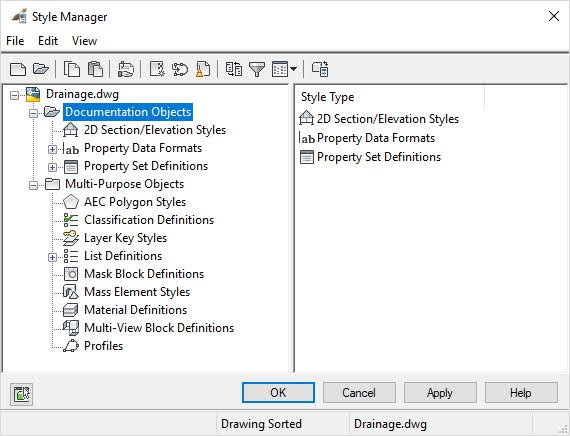 Style Manager
File Edit View
Drainage.dwg
Documentation Objects
2D Section/Elevation Styles
Property Data Formats
Property Set Definitions
Multi-Purpose Objects
AEC Polygon Styles
Classification Definitions
Layer Key Styles
List Definitions
Mask Block Definitions
Mass Element Styles
Material Definitions
Multi-View Block Definitions
Profiles
Style Type
2D Section/Elevation Styles
Property Data Formats
Property Set Definitions
OK Cancel Apply Help
Drawing Sorted Drainage.dwg